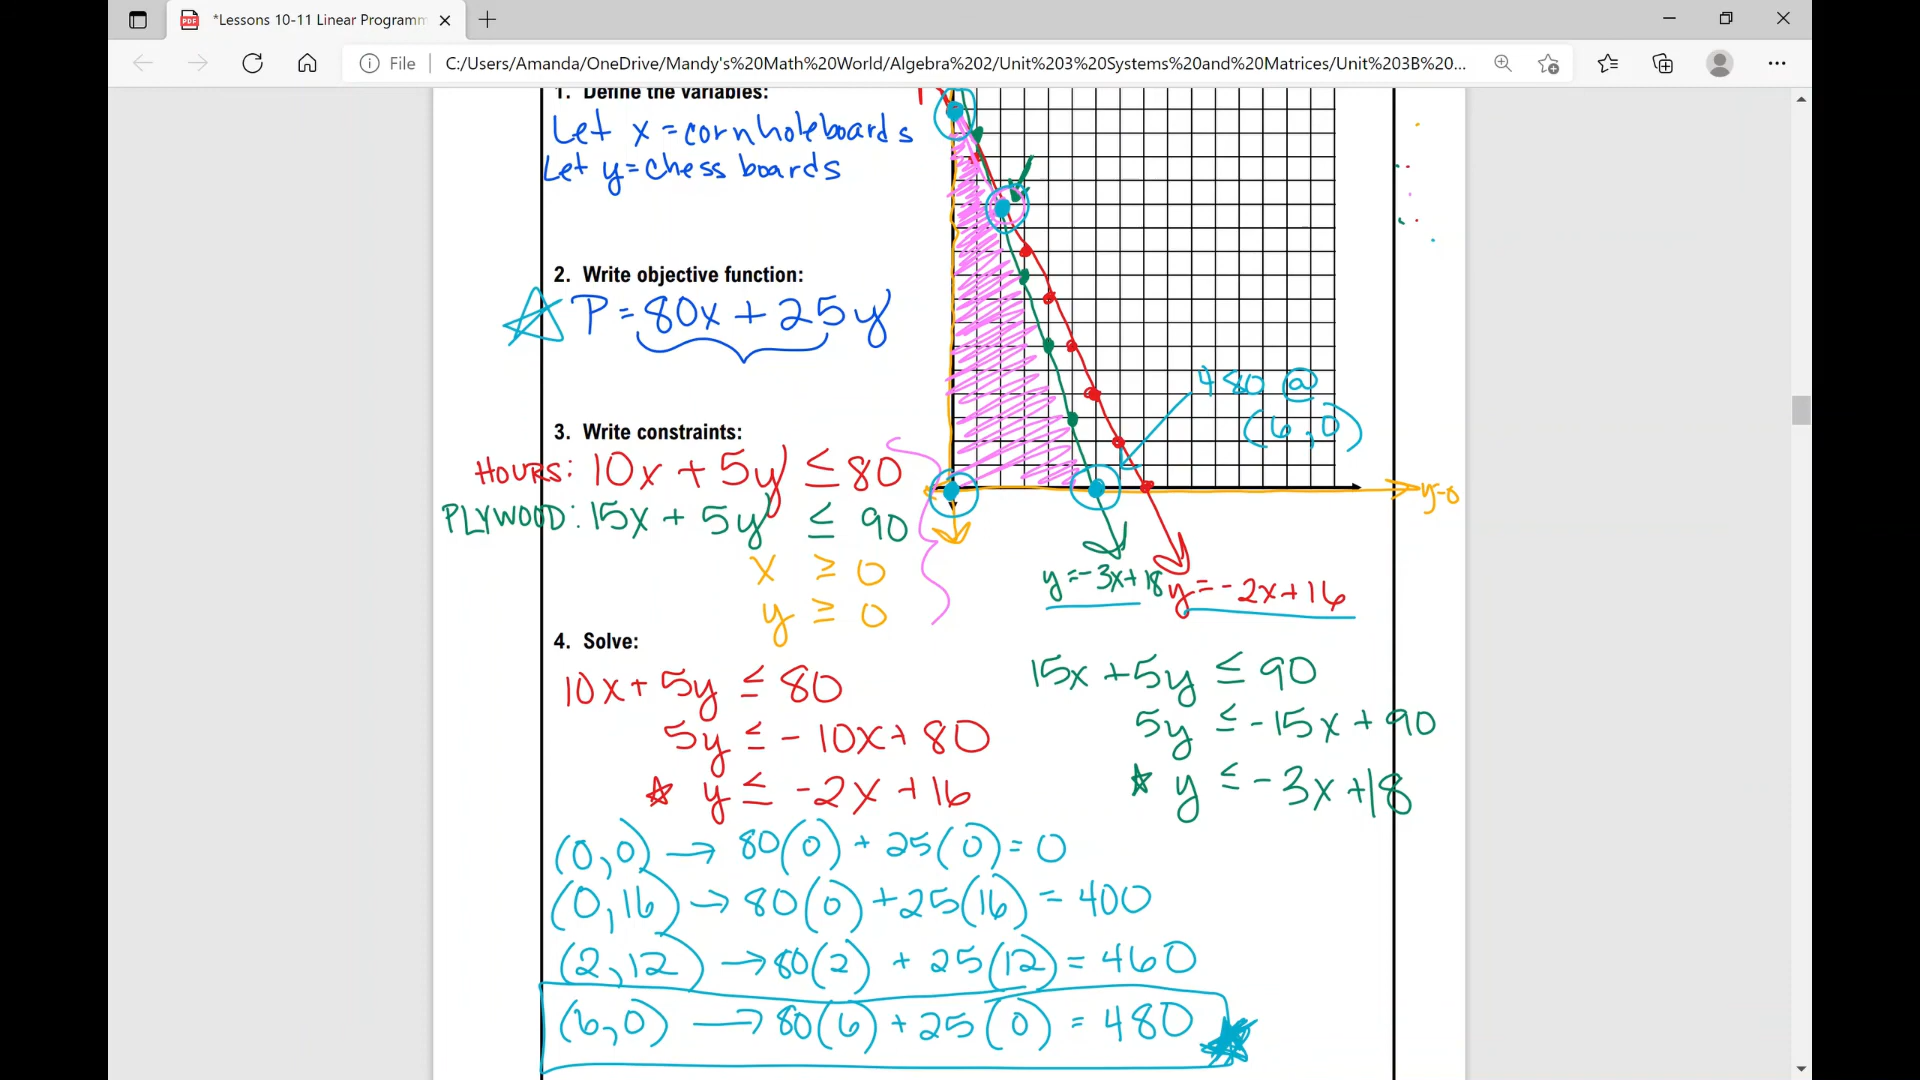 *Lessons 10-11 Linear Programm
File
C:/Users/Amanda/OneDrive/Mandy's%20Math%20World/Algebra%202/Unit%203%20Systems%20and%20Matrices/Unit%203B%20...
1. Define the variables:
Let x = cornholeboards
Let y = chess boards
2. Write objective function:
P = 80x + 25y
3. Write constraints:
HOURS: 10x + 5y ≤ 80
PLYWOOD: 15x + 5y ≤ 90
x ≥ 0
y ≥ 0
480 @
(6,0)
y=0
y=-3x+18
y=-2x+16
4. Solve:
10x + 5y ≤ 80
5y ≤ -10x + 80
y ≤ -2x + 16
15x + 5y ≤ 90
5y ≤ -15x + 90
y ≤ -3x + 18
(0,0) → 80(0) + 25(0) = 0
(0,16) → 80(0) + 25(16) = 400
(2,12) → 80(2) + 25(12) = 460
(6,0) → 80(6) + 25(0) = 480